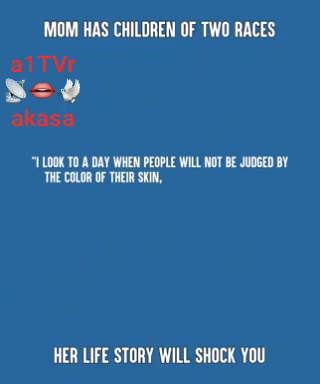 MOM HAS CHILDREN OF TWO RACES
a1TVr
akasa
"I LOOK TO A DAY WHEN PEOPLE WILL NOT BE JUDGED BY
THE COLOR OF THEIR SKIN,
HER LIFE STORY WILL SHOCK YOU